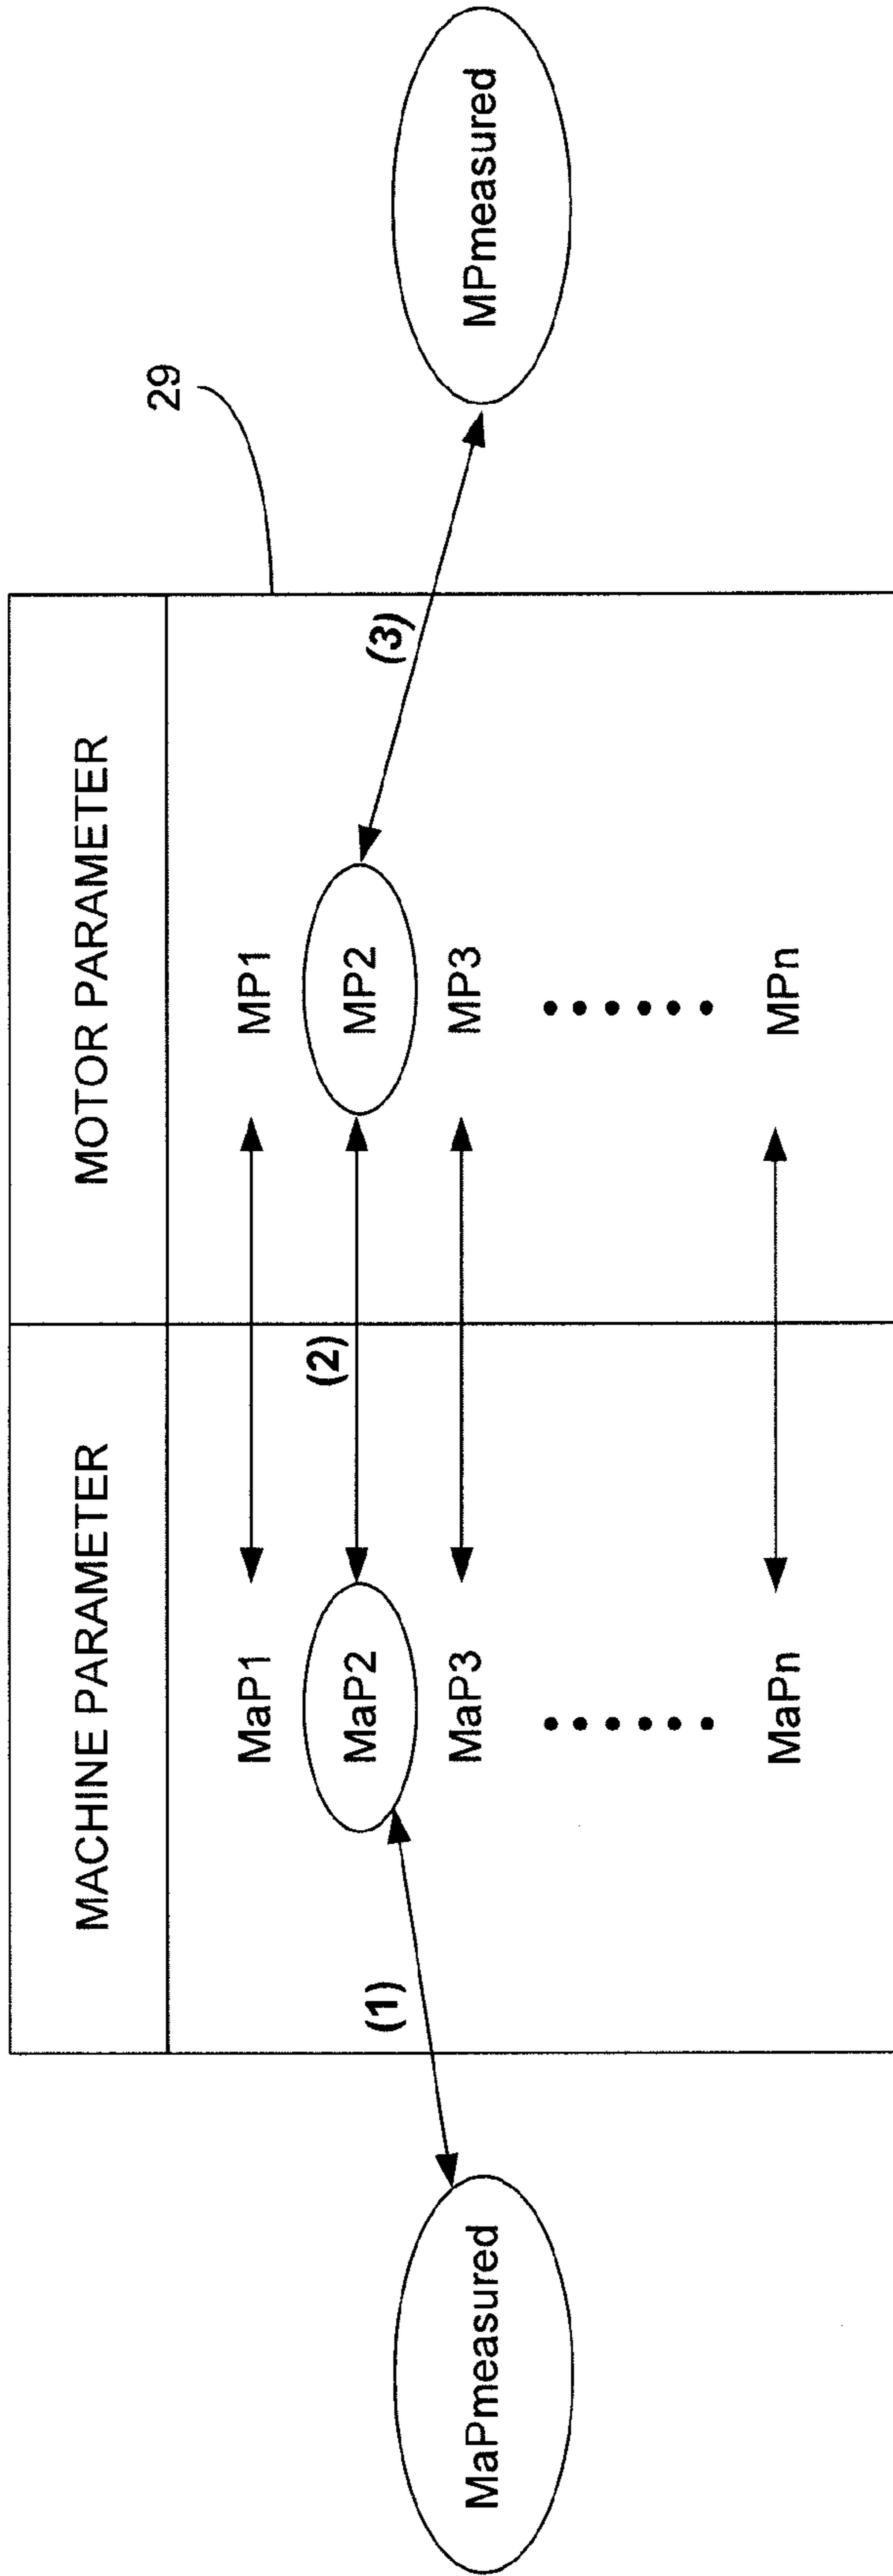 29
MACHINE PARAMETER
MOTOR PARAMETER
MaP1
MP1
(2)
MaP2
MP2
(1)
(3)
MaP3
MP3
MaPmeasured
MPmeasured
MaPn
MPn